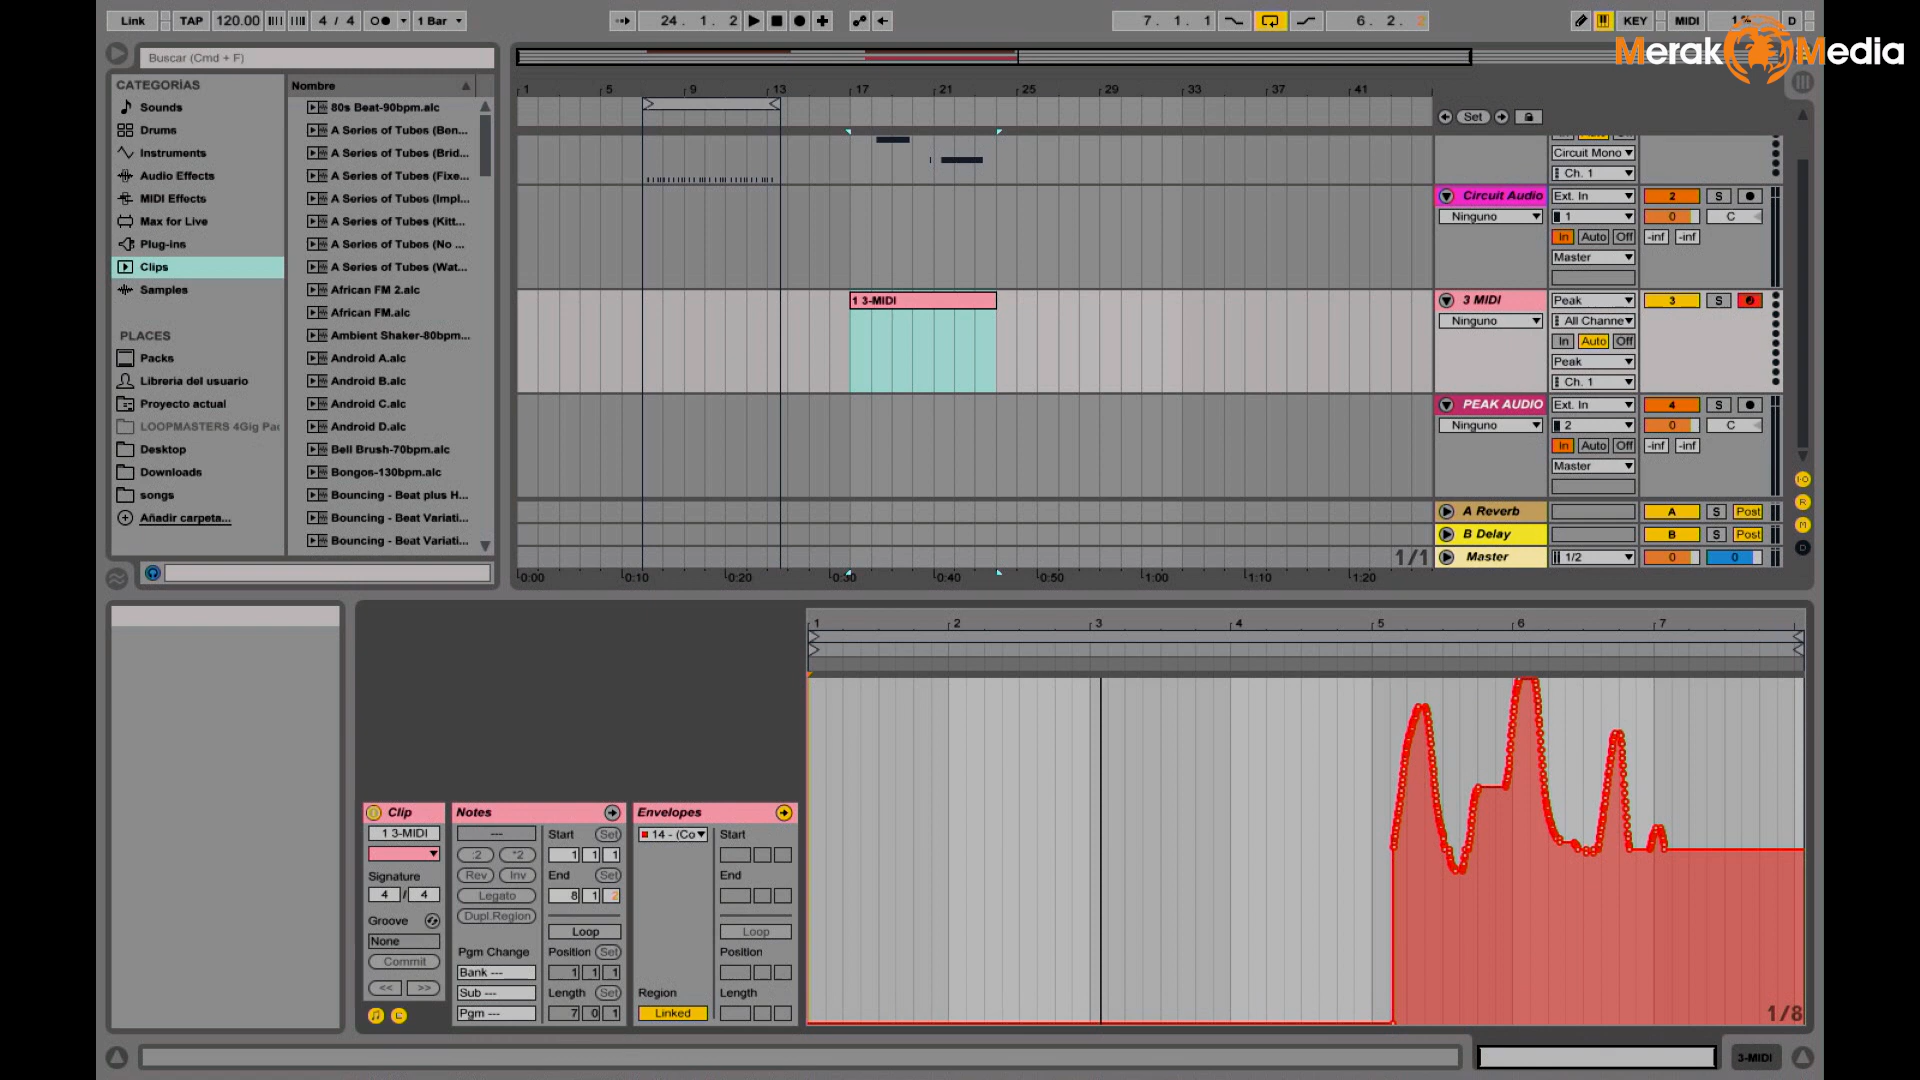 Link TAP 120.00 4 / 4 1 Bar 24 . 1 . 2 7 . 1 . 1 6 . 2 . 2 KEY MIDI D
Merak Media
Buscar (Cmd + F)
CATEGORÍAS
Sounds
Drums
Instruments
Audio Effects
MIDI Effects
Max for Live
Plug-ins
Clips
Samples
PLACES
Packs
Libreria del usuario
Proyecto actual
LOOPMASTERS 4Gig Pac
Desktop
Downloads
songs
Añadir carpeta...
Nombre
80s Beat-90bpm.alc
A Series of Tubes (Ben...
A Series of Tubes (Brid...
A Series of Tubes (Fixe...
A Series of Tubes (Impl...
A Series of Tubes (Kitt...
A Series of Tubes (No ...
A Series of Tubes (Wat...
African FM 2.alc
African FM.alc
Ambient Shaker-80bpm...
Android A.alc
Android B.alc
Android C.alc
Android D.alc
Bell Brush-70bpm.alc
Bongos-130bpm.alc
Bouncing - Beat plus H...
Bouncing - Beat Variati...
Bouncing - Beat Variati...
1 5 9 13 17 21 25 29 33 37 41
Set
1 3-MIDI
1/1
0:00 0:10 0:20 0:30 0:40 0:50 1:00 1:10 1:20
Circuit Mono
Ch. 1
Circuit Audio Ext. In 2 S
Ninguno 1 0 C
In Auto Off -inf -inf
Master
3 MIDI Peak 3 S
Ninguno All Channe
In Auto Off
Peak
Ch. 1
PEAK AUDIO Ext. In 4 S
Ninguno 2 0 C
In Auto Off -inf -inf
Master
A Reverb A S Post
B Delay B S Post
Master 1/2 0 0
I·O
R
M
D
Clip
1 3-MIDI
Signature
4 / 4
Groove
None
Commit
<< >>
Notes
---
:2 *2
Rev Inv
Legato
Dupl.Region
Pgm Change
Bank ---
Sub ---
Pgm ---
Start Set
1 1 1
End Set
8 1 2
Loop
Position Set
1 1 1
Length Set
7 0 1
Envelopes
14 - (Co
Region
Linked
Start
End
Loop
Position
Length
1 2 3 4 5 6 7
1/8
3-MIDI